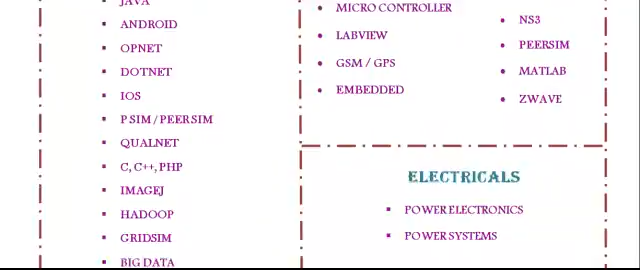 JAVA
ANDROID
OPNET
DOTNET
IOS
P SIM / PEERSIM
QUALNET
C, C++, PHP
IMAGEJ
HADOOP
GRIDSIM
BIG DATA
MICRO CONTROLLER
LABVIEW
GSM / GPS
EMBEDDED
NS3
PEERSIM
MATLAB
ZWAVE
ELECTRICALS
POWER ELECTRONICS
POWER SYSTEMS